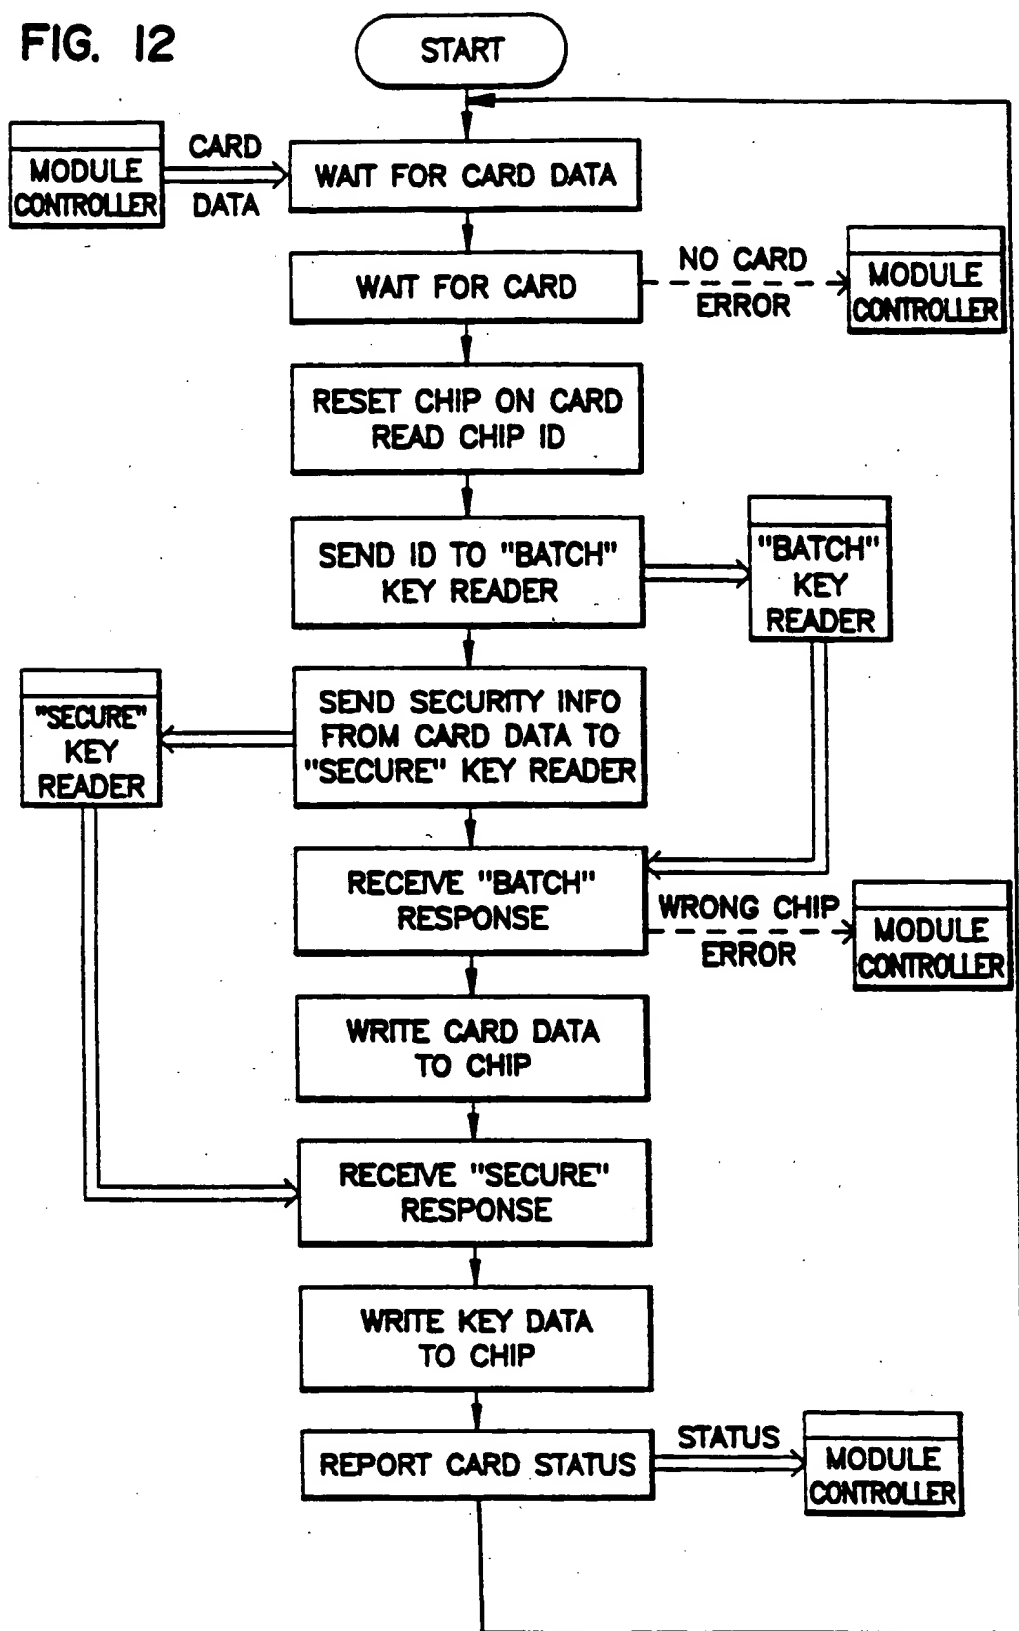 FIG. 12
START
MODULE
CONTROLLER
CARD
DATA
WAIT FOR CARD DATA
WAIT FOR CARD
NO CARD
ERROR
MODULE
CONTROLLER
RESET CHIP ON CARD
READ CHIP ID
SEND ID TO "BATCH"
KEY READER
"BATCH"
KEY
READER
"SECURE"
KEY
READER
SEND SECURITY INFO
FROM CARD DATA TO
"SECURE" KEY READER
RECEIVE "BATCH"
RESPONSE
WRONG CHIP
ERROR
MODULE
CONTROLLER
WRITE CARD DATA
TO CHIP
RECEIVE "SECURE"
RESPONSE
WRITE KEY DATA
TO CHIP
REPORT CARD STATUS
STATUS
MODULE
CONTROLLER